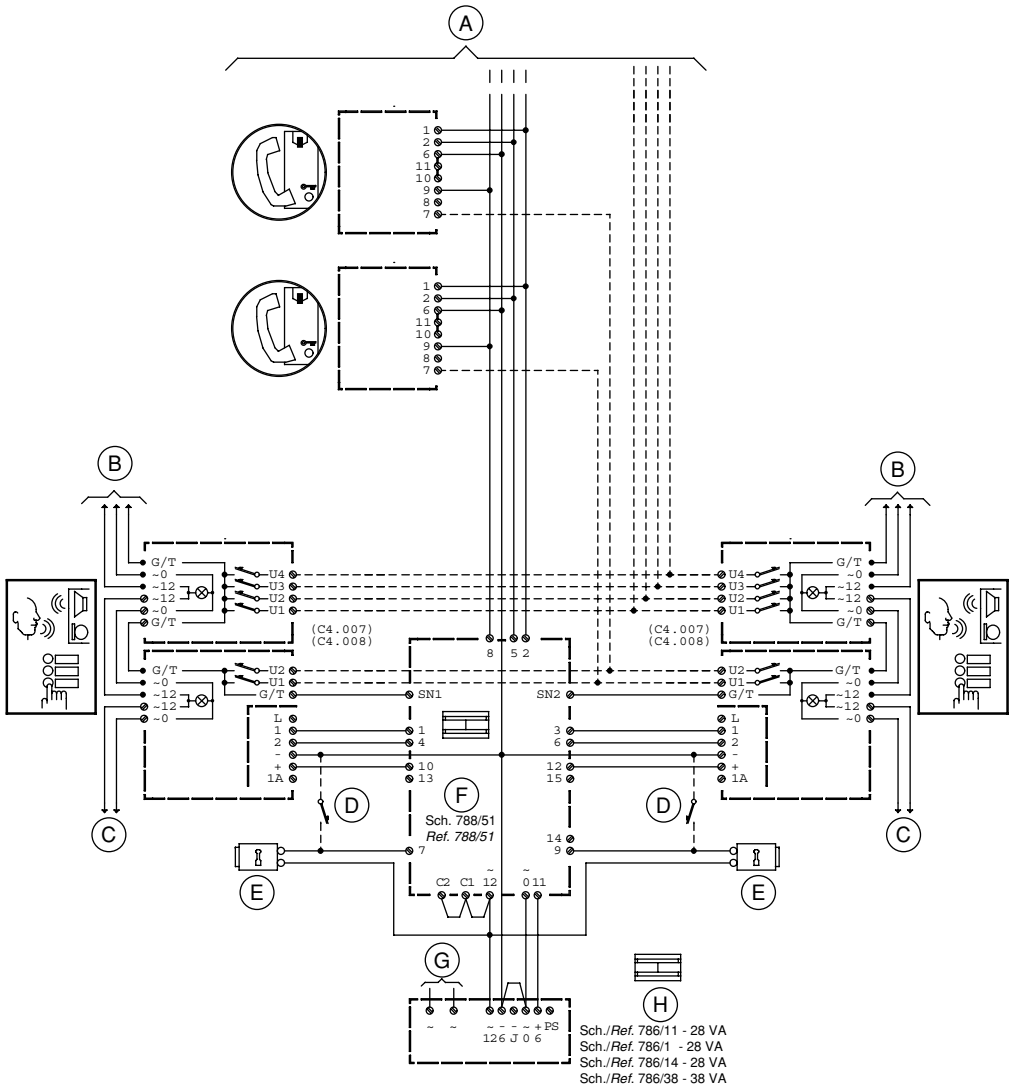 A
1
2
6
11
10
9
8
7
1
2
6
11
10
9
8
7
B
B
G/T
~0
~12
~12
~0
G/T
U4
U3
U2
U1
U4
U3
U2
U1
G/T
~0
~12
~12
~0
G/T
(C4.007)
(C4.008)
(C4.007)
(C4.008)
8 5 2
G/T
~0
~12
~12
~0
U2
U1
G/T
SN1
SN2
U2
U1
G/T
G/T
~0
~12
~12
~0
L
1
2
-
+
1A
1
4
10
13
3
6
12
15
L
1
2
-
+
1A
C
D
F
Sch. 788/51
Ref. 788/51
D
C
7
14
9
E
E
C2 C1 ~ 12 ~ 0 11
G
H
~ ~ ~ - - ~ + PS
12 6 J 0 6
Sch./Ref. 786/11 - 28 VA
Sch./Ref. 786/1 - 28 VA
Sch./Ref. 786/14 - 28 VA
Sch./Ref. 786/38 - 38 VA